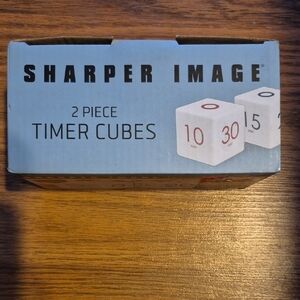 SHARPER IMAGE
2 PIECE
TIMER CUBES
10 30 15